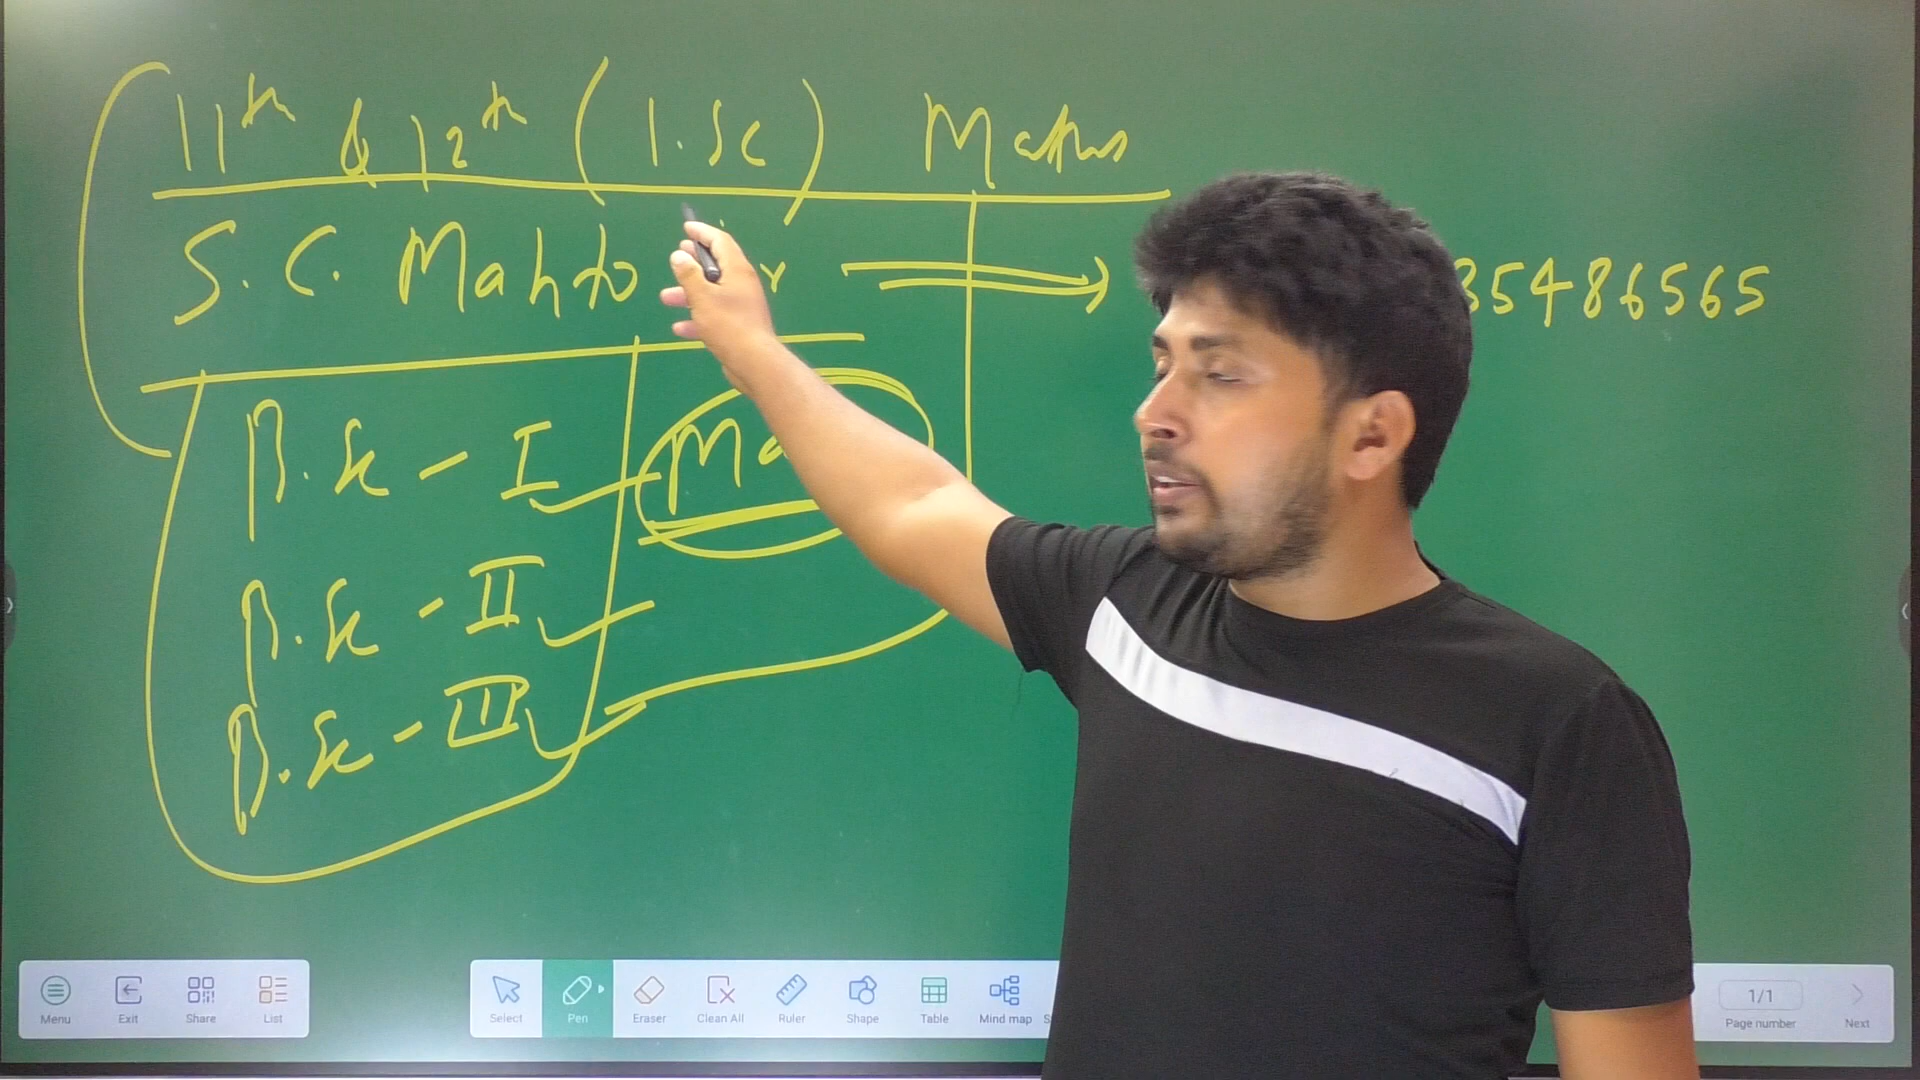 11th & 12th (I.Sc) Maths
S.C. Mahto
35486565
B.Sc - I
B.Sc - II
B.Sc - III
Menu Exit Share List Select Pen Eraser Clean All Ruler Shape Table Mind map 1/1 Page number Next